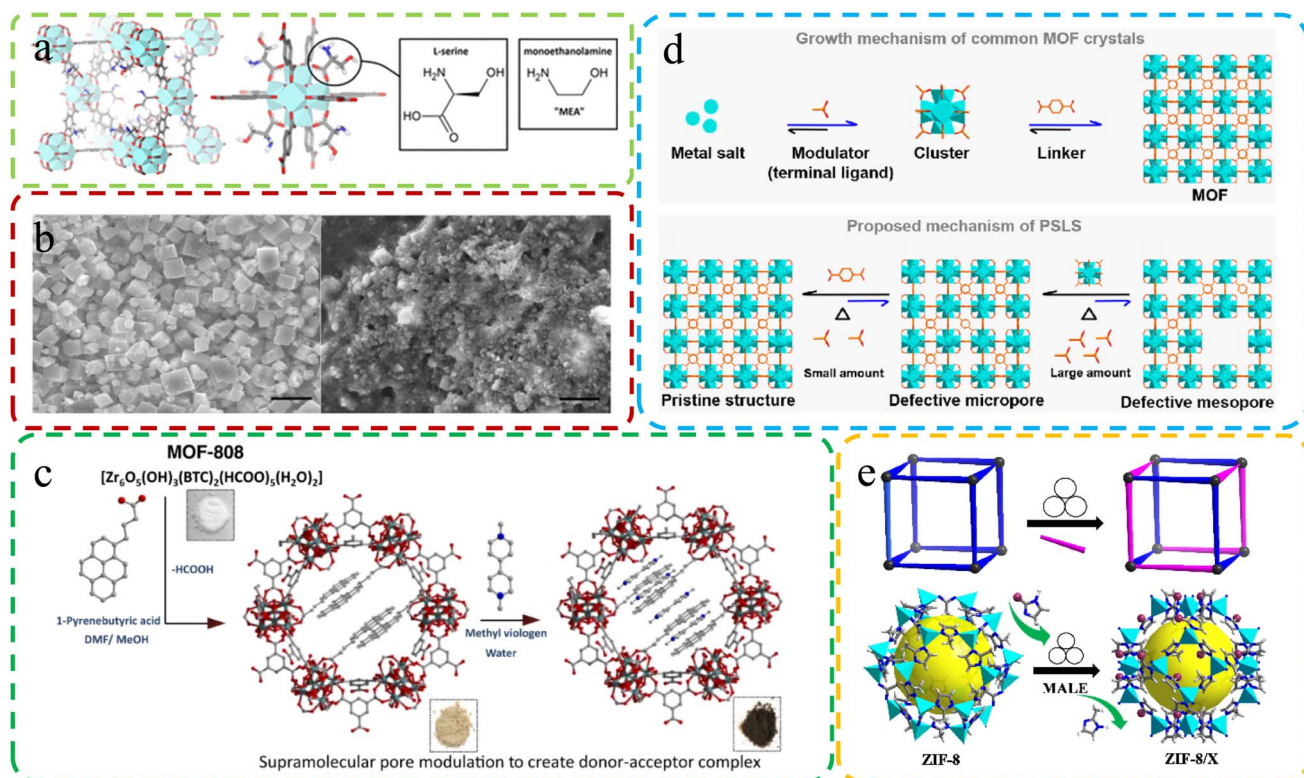 a
L-serine
H₂N
OH
HO
O
monoethanolamine
H₂N
OH
"MEA"
b
c
MOF-808
[Zr₆O₅(OH)₃(BTC)₂(HCOO)₅(H₂O)₂]
-HCOOH
1-Pyrenebutyric acid
DMF/ MeOH
Methyl viologen
Water
Supramolecular pore modulation to create donor-acceptor complex
d
Growth mechanism of common MOF crystals
Metal salt
Modulator
(terminal ligand)
Cluster
Linker
MOF
Proposed mechanism of PSLS
Δ
Small amount
Δ
Large amount
Pristine structure
Defective micropore
Defective mesopore
e
MALE
ZIF-8
ZIF-8/X